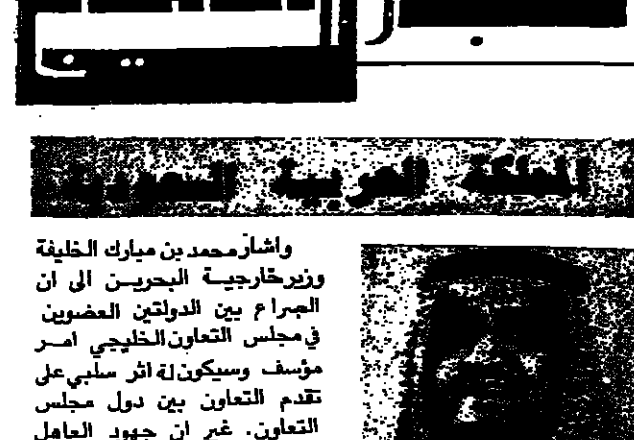 المملكة العربية السعودية
واشار محمد بن مبارك الخليفة
وزير خارجية البحرين الى ان
الصراع بين الدولتين العضوين
في مجلس التعاون الخليجي امر
مؤسف وسيكون له اثر سلبي على
تقدم التعاون بين دول مجلس
التعاون. غير ان جهود العاهل